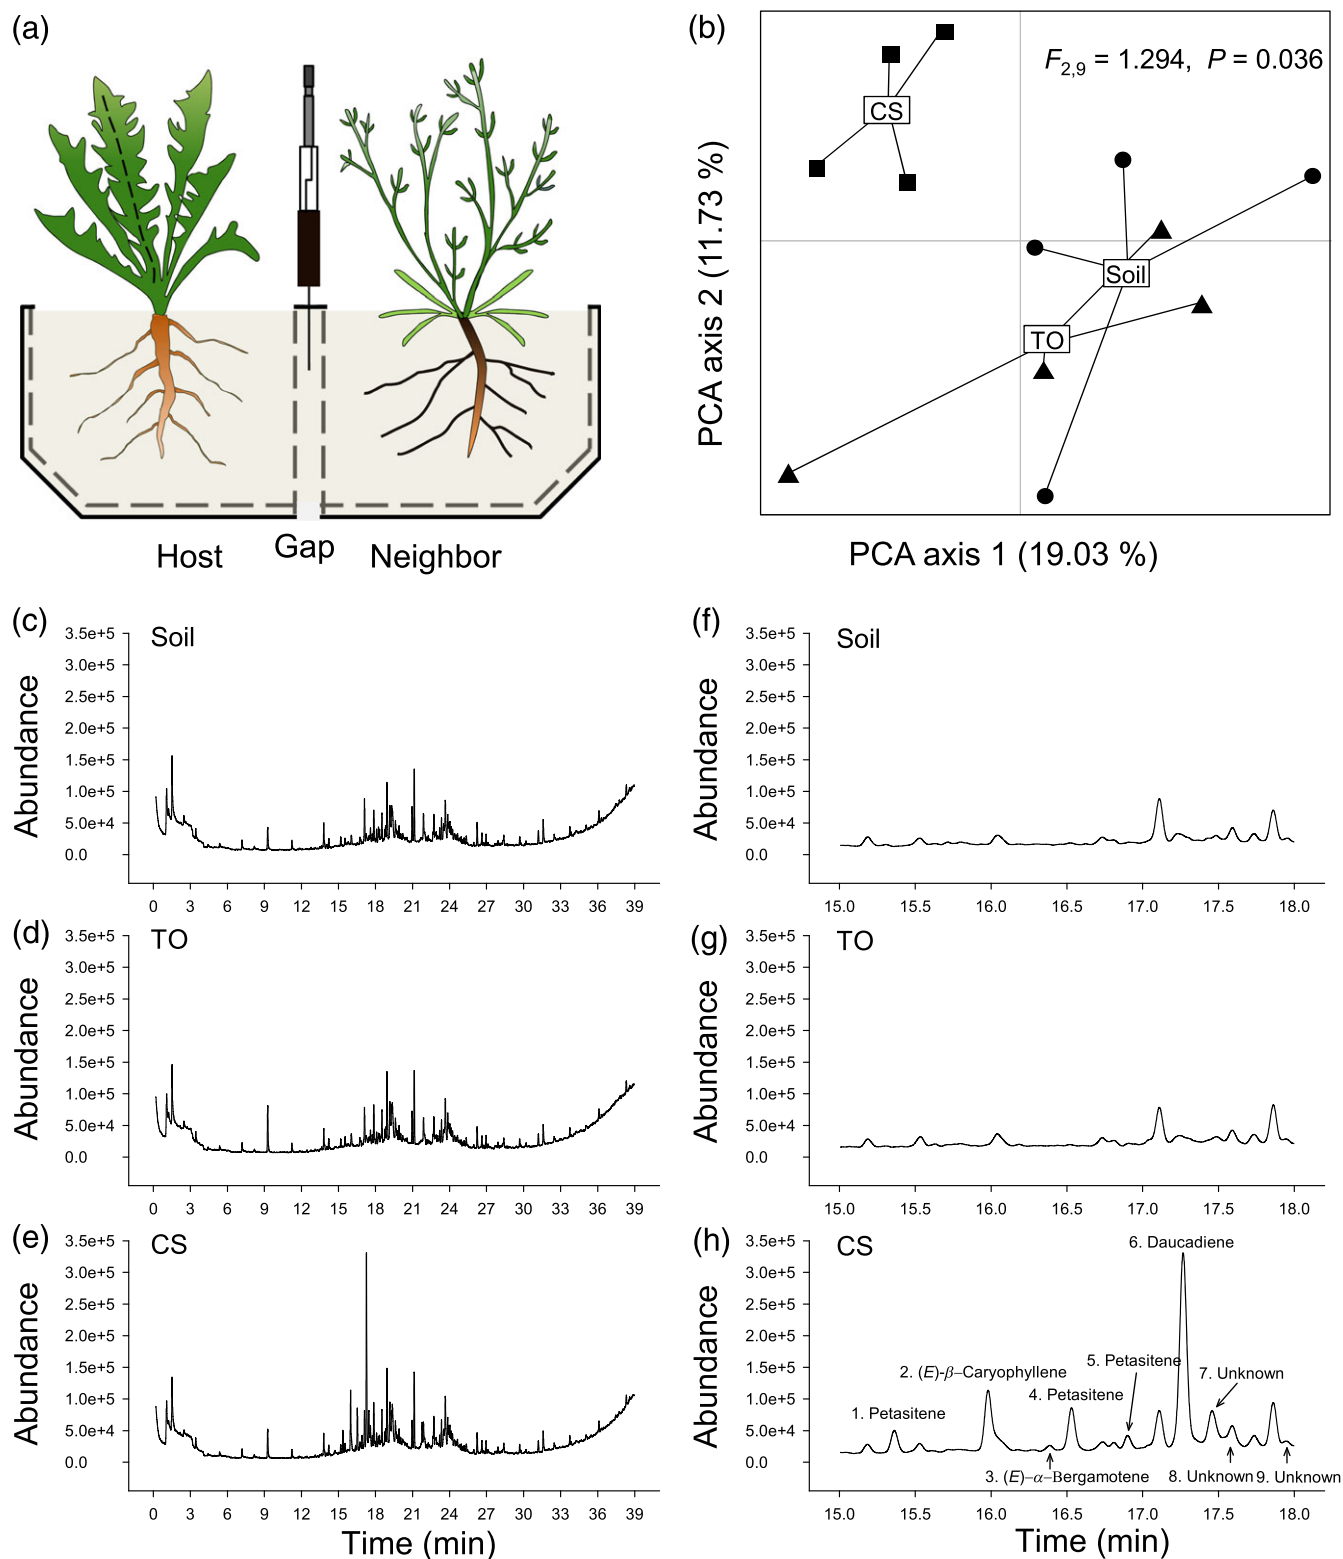 (a)
Host
Gap
Neighbor
(b)
F2,9 = 1.294, P = 0.036
CS
Soil
TO
PCA axis 2 (11.73 %)
PCA axis 1 (19.03 %)
(c)
Soil
Abundance
3.5e+5
3.0e+5
2.5e+5
2.0e+5
1.5e+5
1.0e+5
5.0e+4
0.0
0 3 6 9 12 15 18 21 24 27 30 33 36 39
(f)
Soil
Abundance
3.5e+5
3.0e+5
2.5e+5
2.0e+5
1.5e+5
1.0e+5
5.0e+4
0.0
15.0 15.5 16.0 16.5 17.0 17.5 18.0
(d)
TO
Abundance
3.5e+5
3.0e+5
2.5e+5
2.0e+5
1.5e+5
1.0e+5
5.0e+4
0.0
0 3 6 9 12 15 18 21 24 27 30 33 36 39
(g)
TO
Abundance
3.5e+5
3.0e+5
2.5e+5
2.0e+5
1.5e+5
1.0e+5
5.0e+4
0.0
15.0 15.5 16.0 16.5 17.0 17.5 18.0
(e)
CS
Abundance
3.5e+5
3.0e+5
2.5e+5
2.0e+5
1.5e+5
1.0e+5
5.0e+4
0.0
0 3 6 9 12 15 18 21 24 27 30 33 36 39
Time (min)
(h)
CS
Abundance
3.5e+5
3.0e+5
2.5e+5
2.0e+5
1.5e+5
1.0e+5
5.0e+4
0.0
6. Daucadiene
5. Petasitene
2. (E)-β–Caryophyllene
7. Unknown
4. Petasitene
1. Petasitene
3. (E)–α–Bergamotene
8. Unknown
9. Unknown
15.0 15.5 16.0 16.5 17.0 17.5 18.0
Time (min)